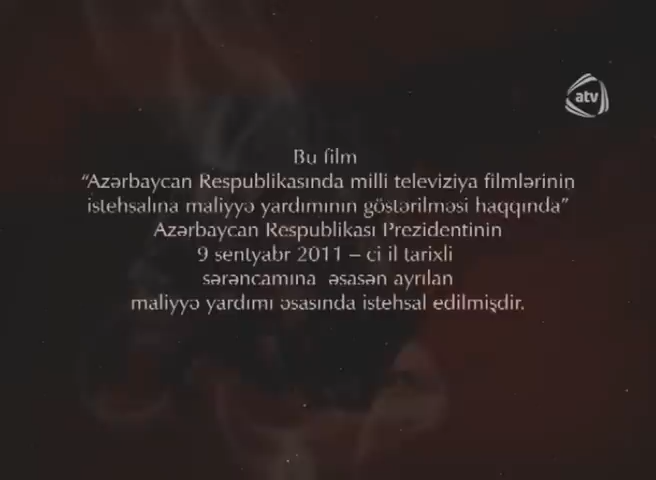 atv
Bu film
“Azərbaycan Respublikasında milli televiziya filmlərinin
istehsalına maliyyə yardımının göstərilməsi haqqında”
Azərbaycan Respublikası Prezidentinin
9 sentyabr 2011 – ci il tarixli
sərəncamına əsasən ayrılan
maliyyə yardımı əsasında istehsal edilmişdir.